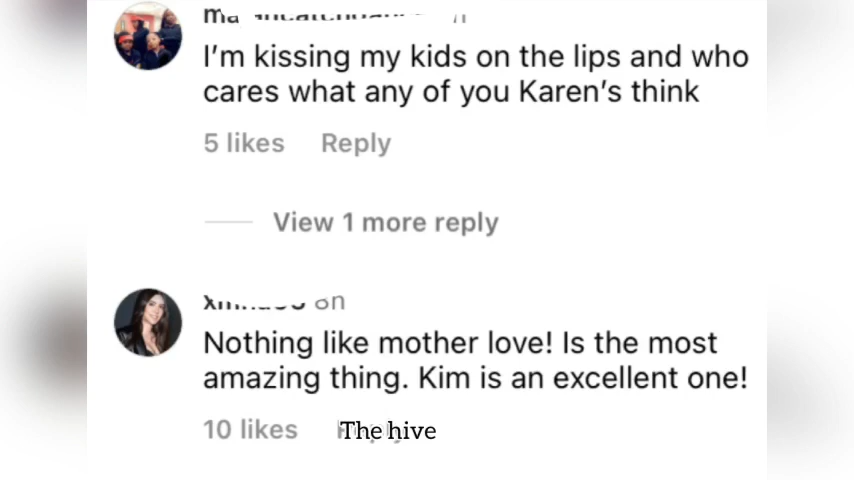 I'm kissing my kids on the lips and who
cares what any of you Karen's think
5 likes Reply
View 1 more reply
8h
Nothing like mother love! Is the most
amazing thing. Kim is an excellent one!
10 likes
The hive